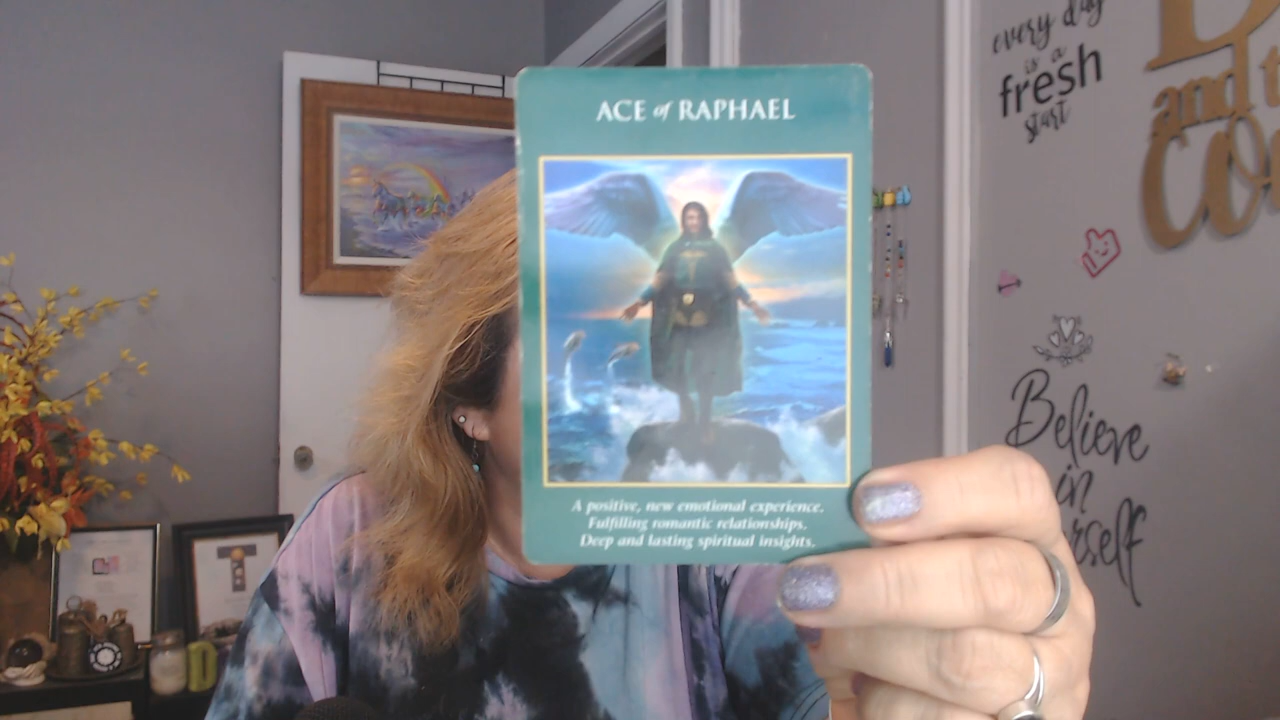 ACE of RAPHAEL
A positive, new emotional experience.
Fulfilling romantic relationships.
Deep and lasting spiritual insights.
every day
is a
fresh
start
and
Believe
in